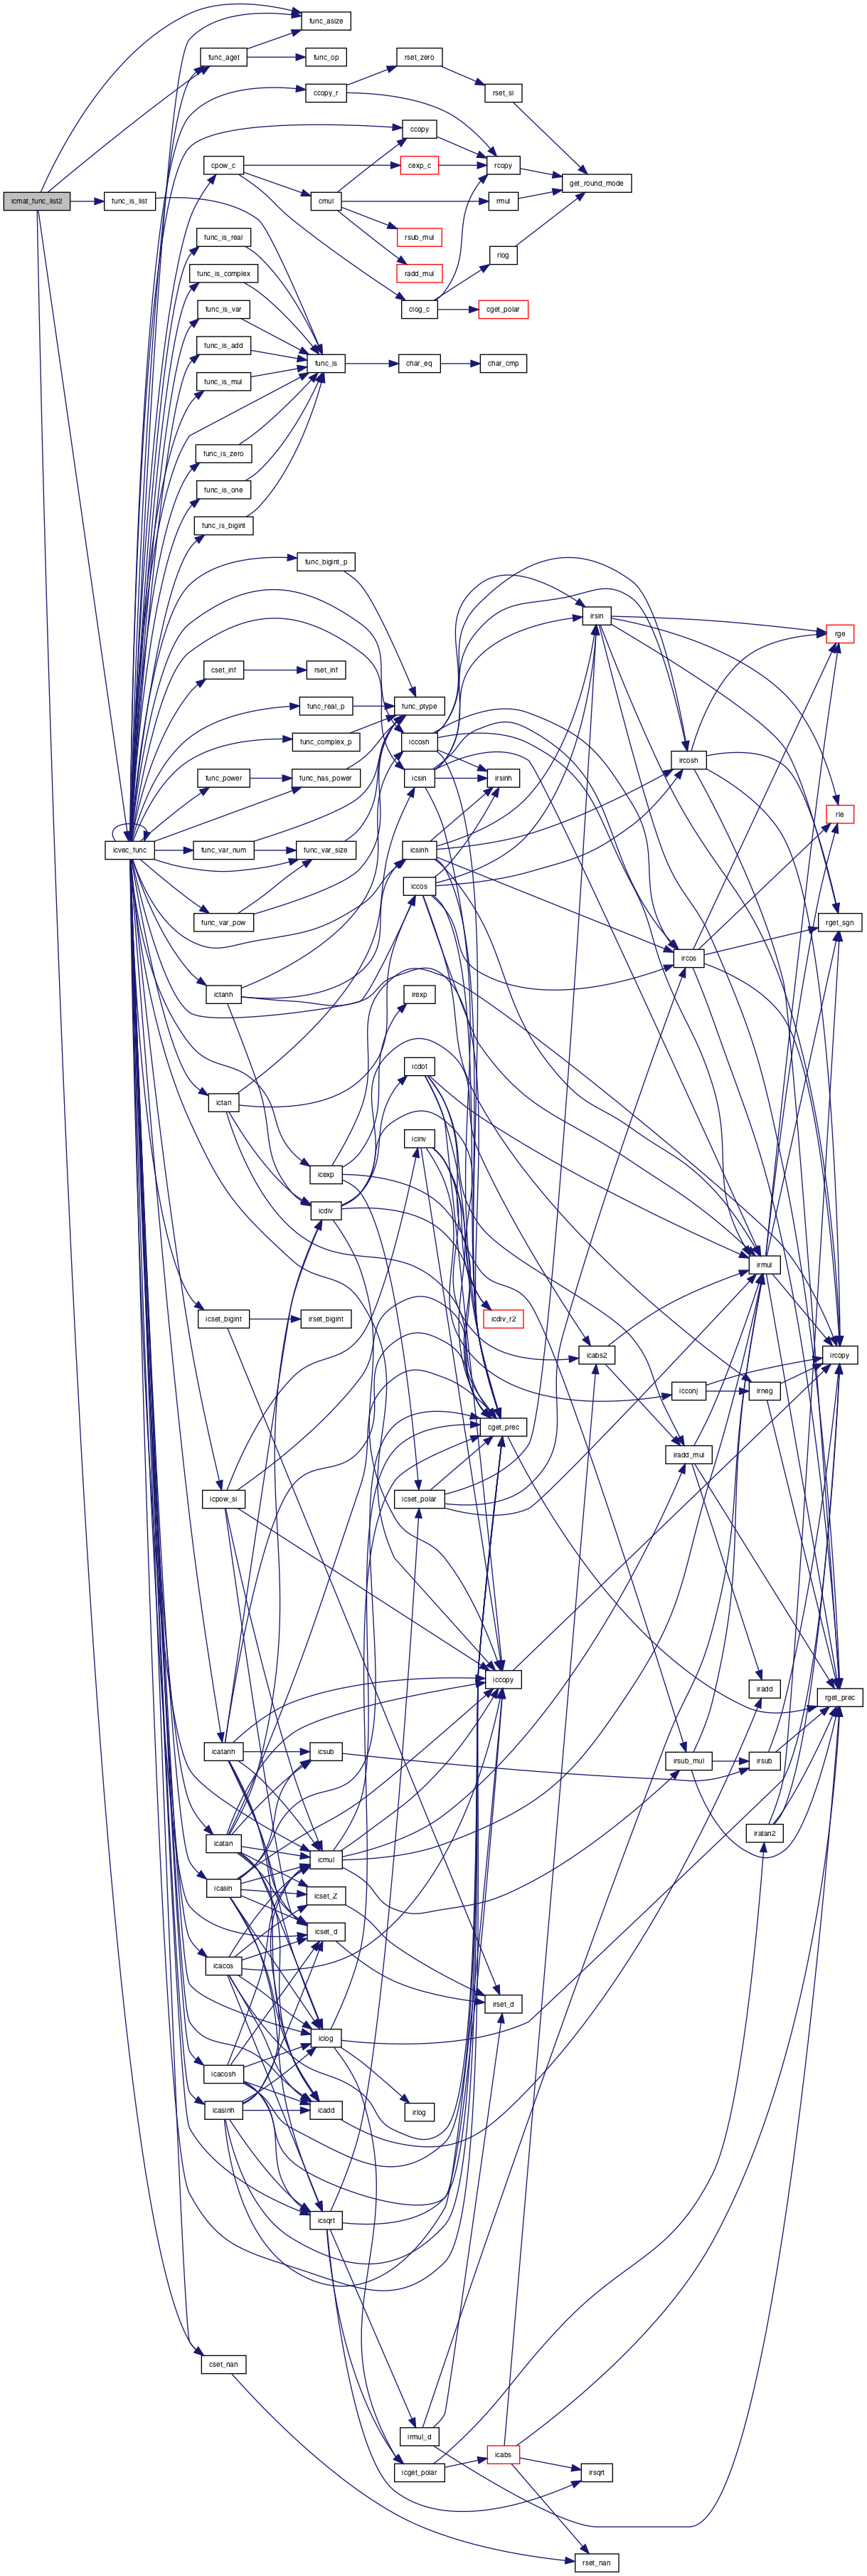 func_asize
func_aget
func_op
rset_zero
ccopy_r
rset_si
ccopy
cpow_c
cexp_c
rcopy
get_round_mode
icmat_func_list2
func_is_list
cmul
rmul
func_is_real
rsub_mul
rlog
func_is_complex
radd_mul
func_is_var
clog_c
cget_polar
func_is_add
func_is
char_eq
char_cmp
func_is_mul
func_is_zero
func_is_one
func_is_bigint
func_bigint_p
irsin
rge
cset_inf
rset_inf
func_real_p
func_ptype
func_complex_p
iccosh
ircosh
func_power
func_has_power
icsin
irsinh
rle
icvec_func
func_var_num
func_var_size
icsinh
iccos
func_var_pow
rget_sgn
ircos
ictanh
irexp
icdot
ictan
icinv
icexp
icdiv
irmul
icset_bigint
irset_bigint
icdiv_r2
icabs2
ircopy
icconj
irneg
cget_prec
iradd_mul
icpow_si
icset_polar
iccopy
iradd
rget_prec
icatanh
icsub
irsub_mul
irsub
icatan
iratan2
icmul
icasin
icset_Z
icset_d
icacos
irset_d
iclog
icacosh
icasinh
icadd
irlog
icsqrt
cset_nan
irmul_d
icabs
icget_polar
irsqrt
rset_nan